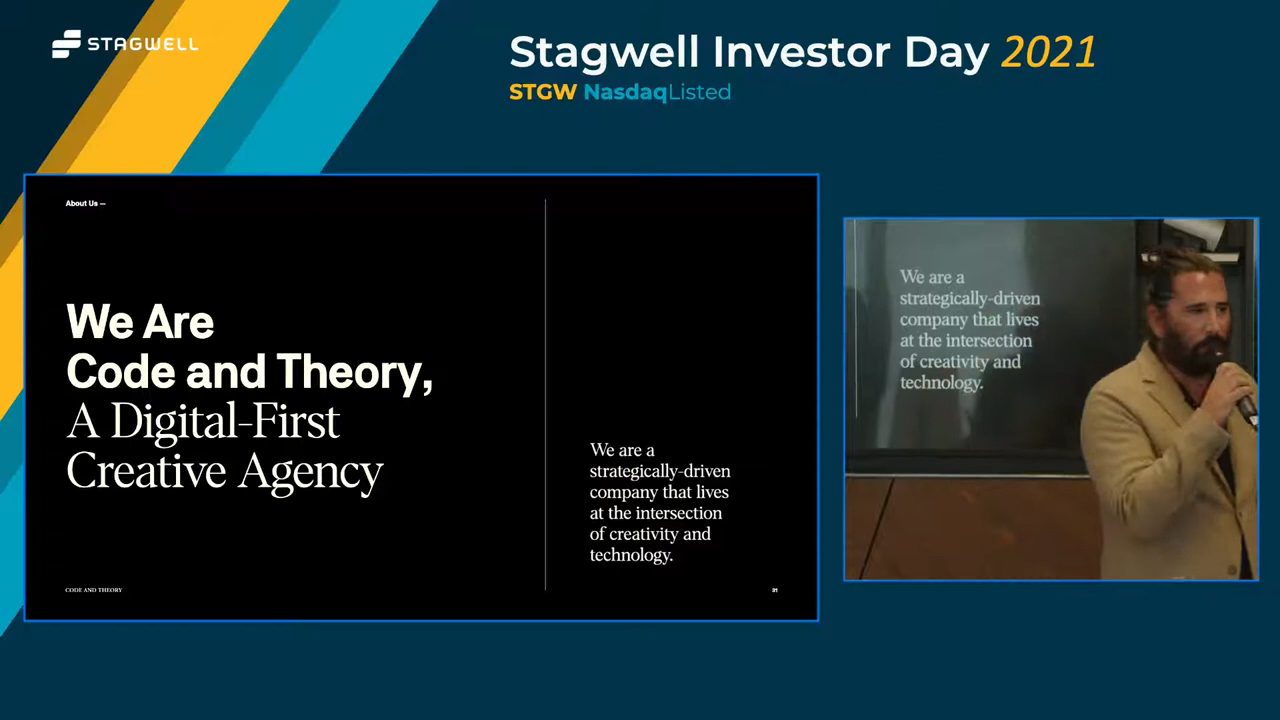 STAGWELL
Stagwell Investor Day 2021
STGW NasdaqListed
About Us —
We Are
Code and Theory,
A Digital-First
Creative Agency
We are a
strategically-driven
company that lives
at the intersection
of creativity and
technology.
CODE AND THEORY
31
We are a
strategically-driven
company that lives
at the intersection
of creativity and
technology.